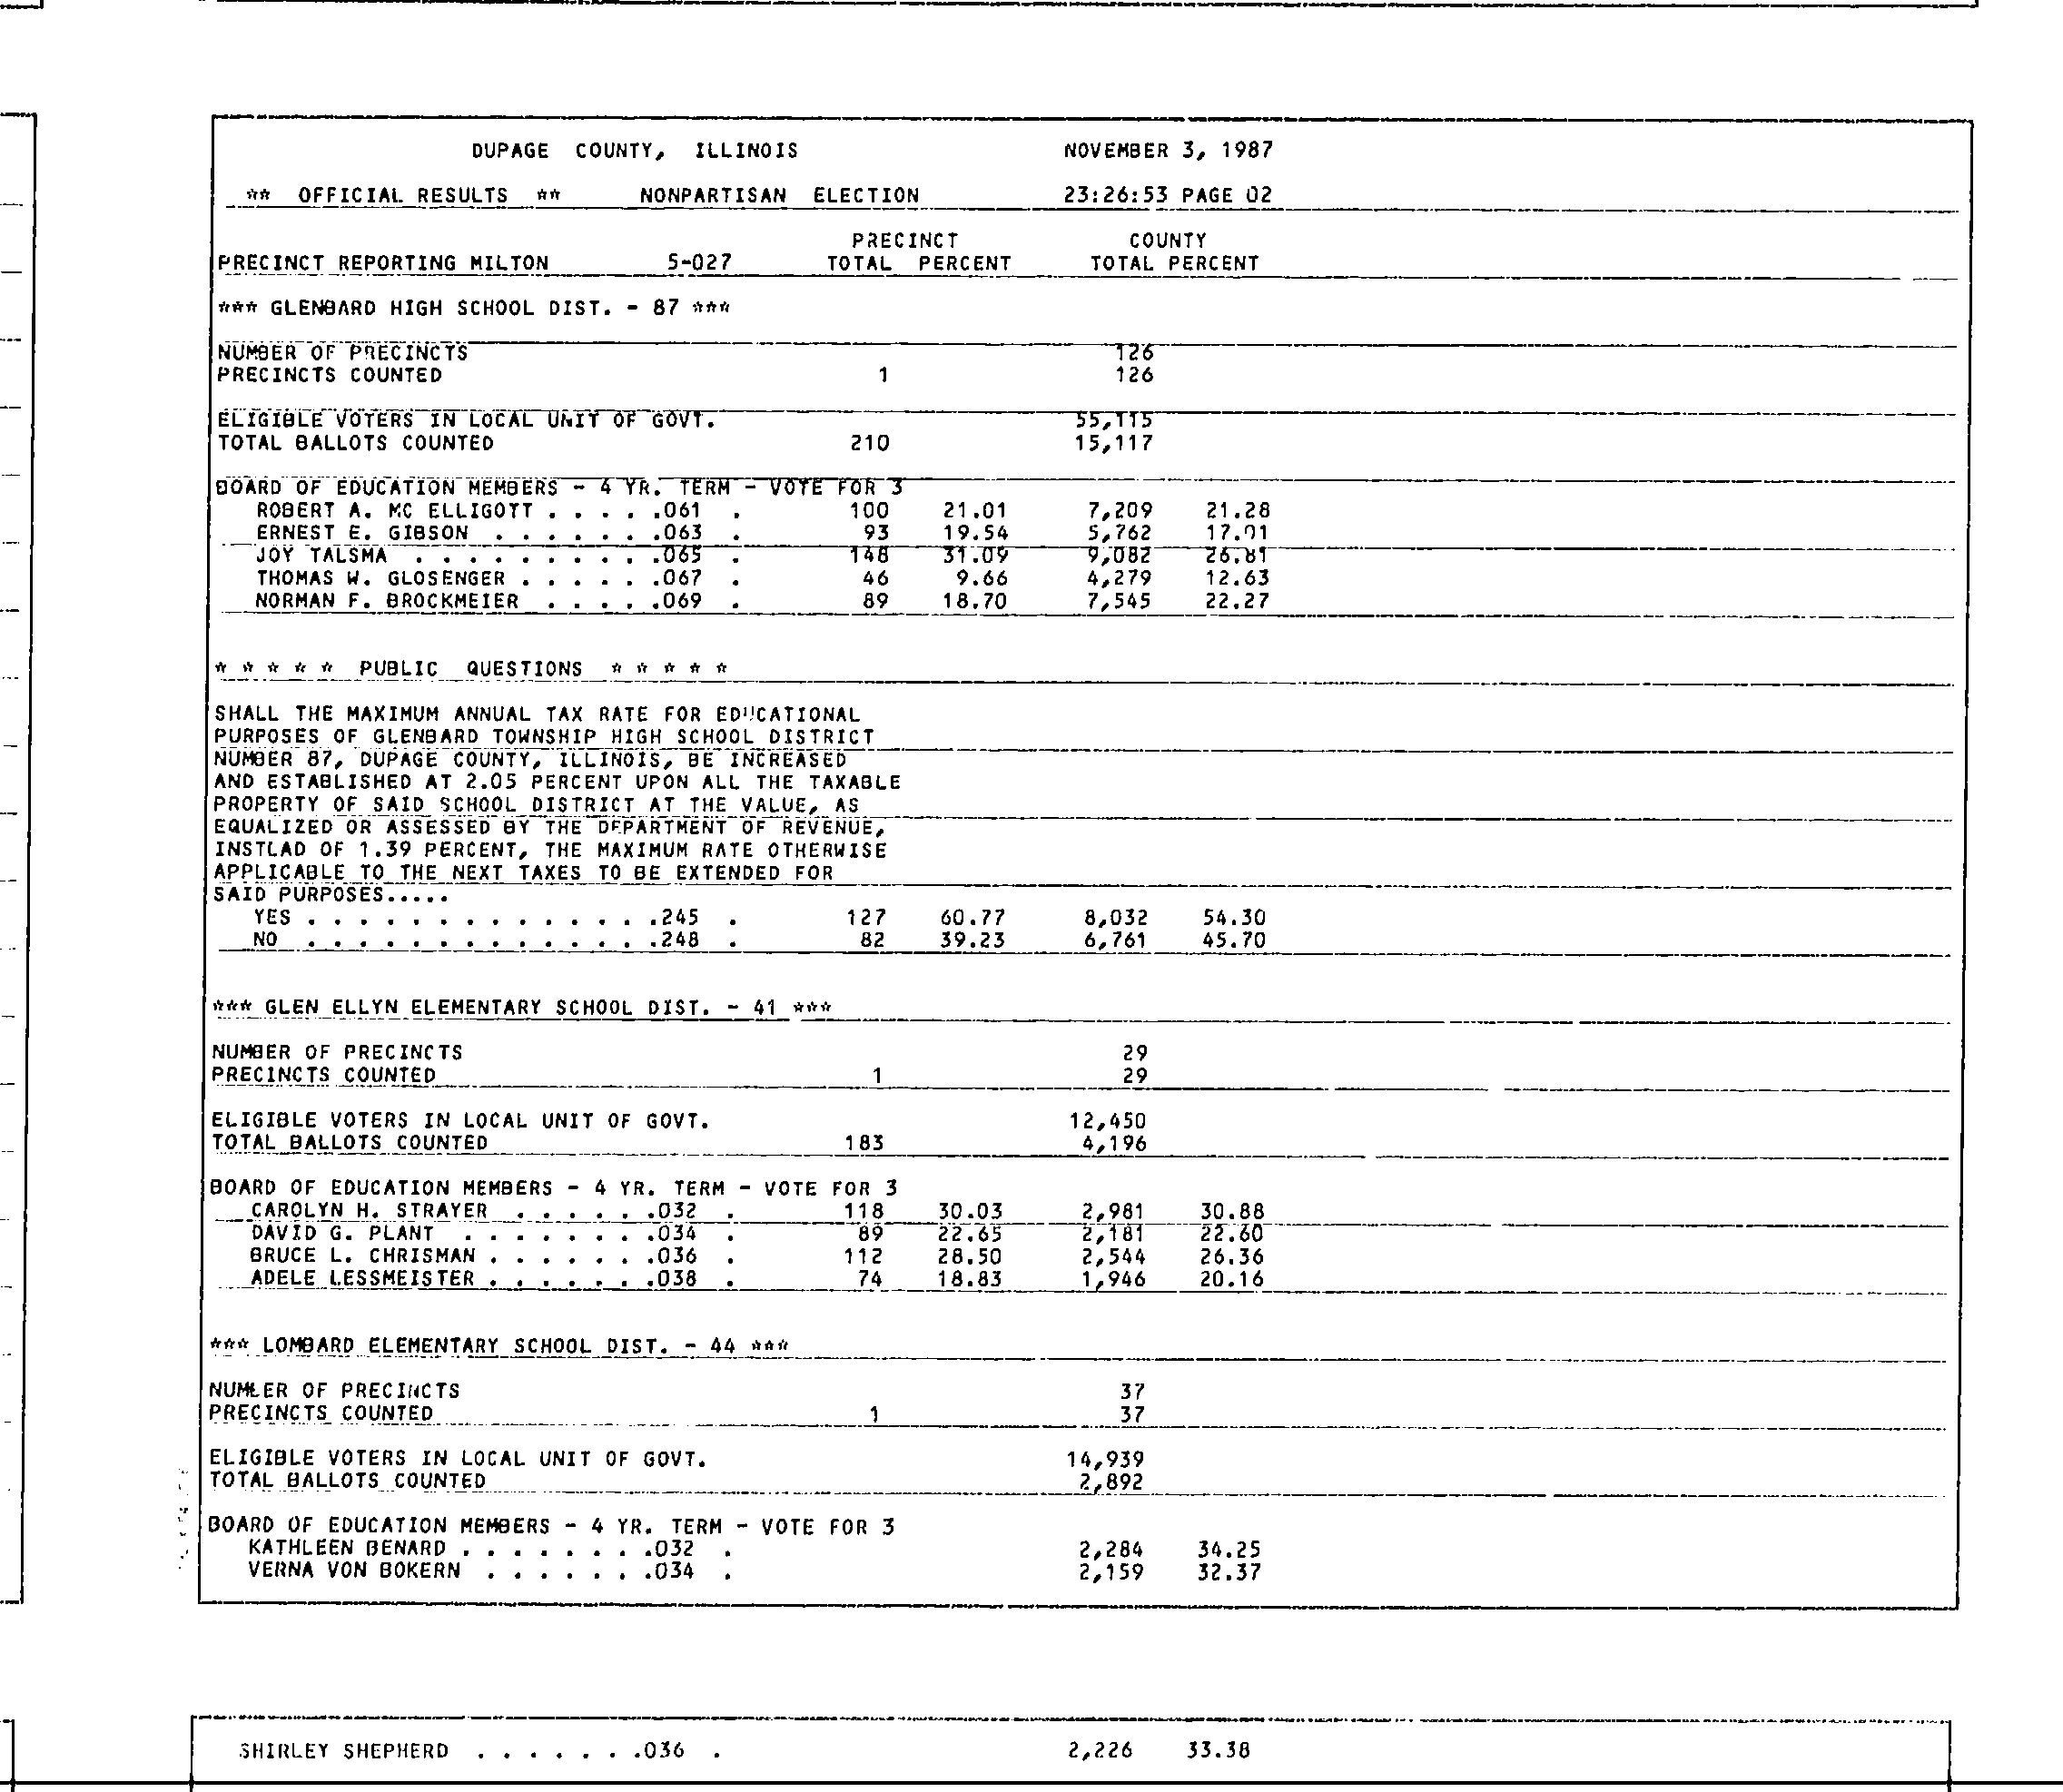 DUPAGE COUNTY, ILLINOIS NOVEMBER 3, 1987
** OFFICIAL RESULTS ** NONPARTISAN ELECTION 23:26:53 PAGE 02
PRECINCT COUNTY
PRECINCT REPORTING MILTON 5-027 TOTAL PERCENT TOTAL PERCENT
*** GLENBARD HIGH SCHOOL DIST. - 87 ***
NUMBER OF PRECINCTS 126
PRECINCTS COUNTED 1 126
ELIGIBLE VOTERS IN LOCAL UNIT OF GOVT. 55,115
TOTAL BALLOTS COUNTED 210 15,117
BOARD OF EDUCATION MEMBERS - 4 YR. TERM - VOTE FOR 3
ROBERT A. MC ELLIGOTT . . . . .061 . 100 21.01 7,209 21.28
ERNEST E. GIBSON . . . . . . .063 . 93 19.54 5,762 17.01
JOY TALSMA . . . . . . . . . .065 . 148 31.09 9,082 26.81
THOMAS W. GLOSENGER . . . . . .067 . 46 9.66 4,279 12.63
NORMAN F. BROCKMEIER . . . . .069 . 89 18.70 7,545 22.27
* * * * * PUBLIC QUESTIONS * * * * *
SHALL THE MAXIMUM ANNUAL TAX RATE FOR EDUCATIONAL
PURPOSES OF GLENBARD TOWNSHIP HIGH SCHOOL DISTRICT
NUMBER 87, DUPAGE COUNTY, ILLINOIS, BE INCREASED
AND ESTABLISHED AT 2.05 PERCENT UPON ALL THE TAXABLE
PROPERTY OF SAID SCHOOL DISTRICT AT THE VALUE, AS
EQUALIZED OR ASSESSED BY THE DEPARTMENT OF REVENUE,
INSTEAD OF 1.39 PERCENT, THE MAXIMUM RATE OTHERWISE
APPLICABLE TO THE NEXT TAXES TO BE EXTENDED FOR
SAID PURPOSES.....
YES . . . . . . . . . . . . . .245 . 127 60.77 8,032 54.30
NO . . . . . . . . . . . . . .248 . 82 39.23 6,761 45.70
*** GLEN ELLYN ELEMENTARY SCHOOL DIST. - 41 ***
NUMBER OF PRECINCTS 29
PRECINCTS COUNTED 1 29
ELIGIBLE VOTERS IN LOCAL UNIT OF GOVT. 12,450
TOTAL BALLOTS COUNTED 183 4,196
BOARD OF EDUCATION MEMBERS - 4 YR. TERM - VOTE FOR 3
CAROLYN H. STRAYER . . . . . .032 . 118 30.03 2,981 30.88
DAVID G. PLANT . . . . . . . .034 . 89 22.65 2,181 22.60
BRUCE L. CHRISMAN . . . . . . .036 . 112 28.50 2,544 26.36
ADELE LESSMEISTER . . . . . . .038 . 74 18.83 1,946 20.16
*** LOMBARD ELEMENTARY SCHOOL DIST. - 44 ***
NUMBER OF PRECINCTS 37
PRECINCTS COUNTED 1 37
ELIGIBLE VOTERS IN LOCAL UNIT OF GOVT. 14,939
TOTAL BALLOTS COUNTED 2,892
BOARD OF EDUCATION MEMBERS - 4 YR. TERM - VOTE FOR 3
KATHLEEN BENARD . . . . . . . .032 . 2,284 34.25
VERNA VON BOKERN . . . . . . .034 . 2,159 32.37
SHIRLEY SHEPHERD . . . . . . .036 . 2,226 33.38